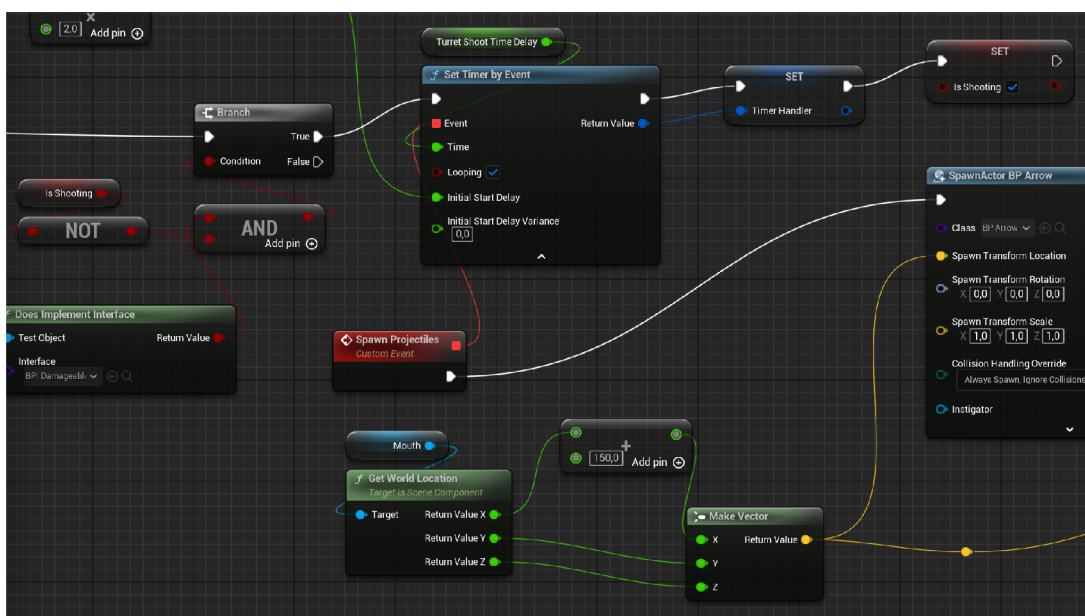 2,0
Add pin
Turret Shoot Time Delay
Set Timer by Event
Event
Return Value
Time
Looping
Initial Start Delay
Initial Start Delay Variance
0,0
SET
Timer Handler
SET
Is Shooting
Branch
True
Condition
False
Is Shooting
NOT
AND
Add pin
Does Implement Interface
Test Object
Return Value
Interface
BPI Damageabl
Spawn Projectiles
Custom Event
SpawnActor BP Arrow
Class BP Arrow
Spawn Transform Location
Spawn Transform Rotation
X 0,0 Y 0,0 Z 0,0
Spawn Transform Scale
X 1,0 Y 1,0 Z 1,0
Collision Handling Override
Always Spawn, Ignore Collisions
Instigator
Mouth
Get World Location
Target is Scene Component
Target
Return Value X
Return Value Y
Return Value Z
+
150,0
Add pin
Make Vector
X
Return Value
Y
Z